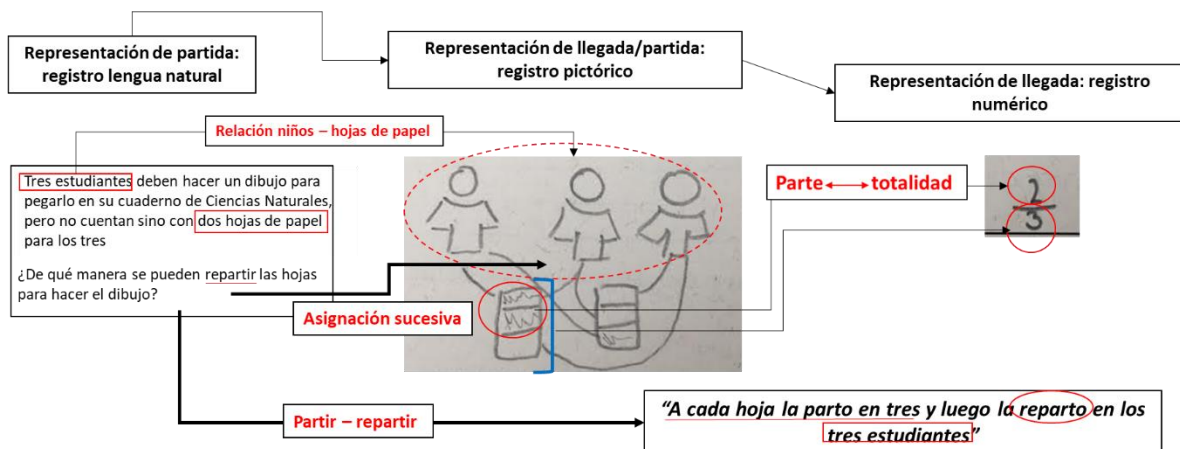 Representación de partida:
registro lengua natural
Representación de llegada/partida:
registro pictórico
Representación de llegada: registro
numérico
Relación niños – hojas de papel
Tres estudiantes deben hacer un dibujo para
pegarlo en su cuaderno de Ciencias Naturales,
pero no cuentan sino con dos hojas de papel
para los tres
¿De qué manera se pueden repartir las hojas
para hacer el dibujo?
Parte totalidad
2
3
Asignación sucesiva
Partir – repartir
“A cada hoja la parto en tres y luego la reparto en los
tres estudiantes”